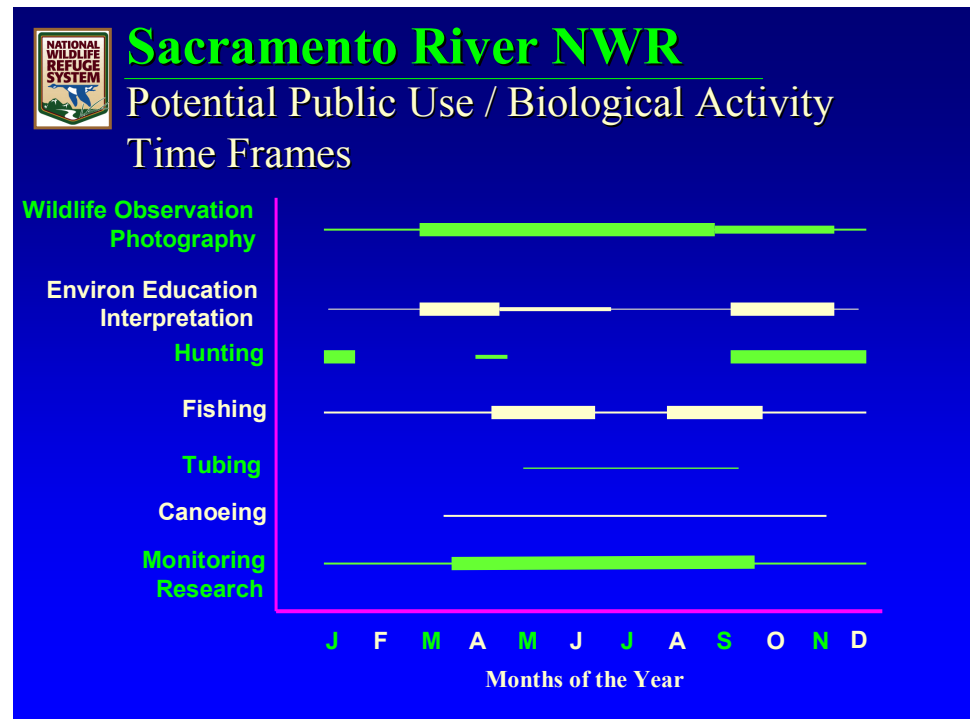 NATIONAL
WILDLIFE
REFUGE
SYSTEM
Sacramento River NWR
Potential Public Use / Biological Activity
Time Frames
Wildlife Observation
Photography
Environ Education
Interpretation
Hunting
Fishing
Tubing
Canoeing
Monitoring
Research
J F M A M J J A S O N D
Months of the Year